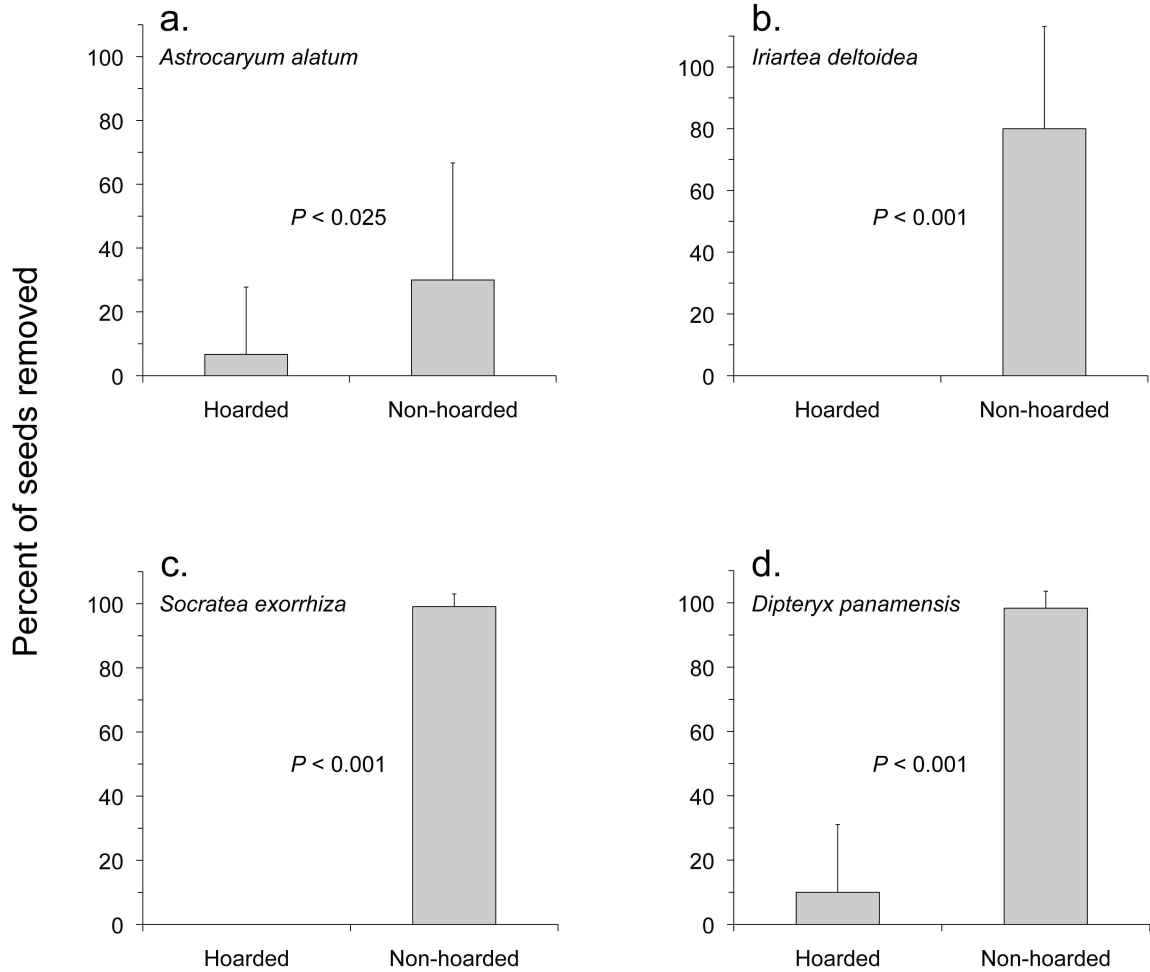 Percent of seeds removed
a.
Astrocaryum alatum
100
80
60
40
20
0
P < 0.025
Hoarded
Non-hoarded
b.
Iriartea deltoidea
100
80
60
40
20
0
P < 0.001
Hoarded
Non-hoarded
c.
Socratea exorrhiza
100
80
60
40
20
0
P < 0.001
Hoarded
Non-hoarded
d.
Dipteryx panamensis
100
80
60
40
20
0
P < 0.001
Hoarded
Non-hoarded